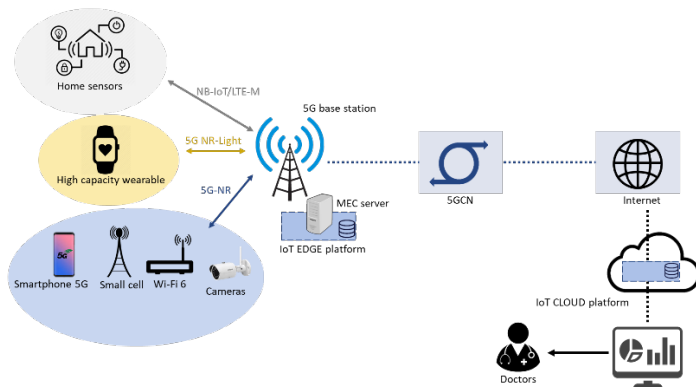 Home sensors
NB-IoT/LTE-M
5G base station
5G NR-Light
High capacity wearable
5G-NR
MEC server
5GCN
Internet
IoT EDGE platform
5G
Smartphone 5G
Small cell
Wi-Fi 6
Cameras
IoT CLOUD platform
Doctors